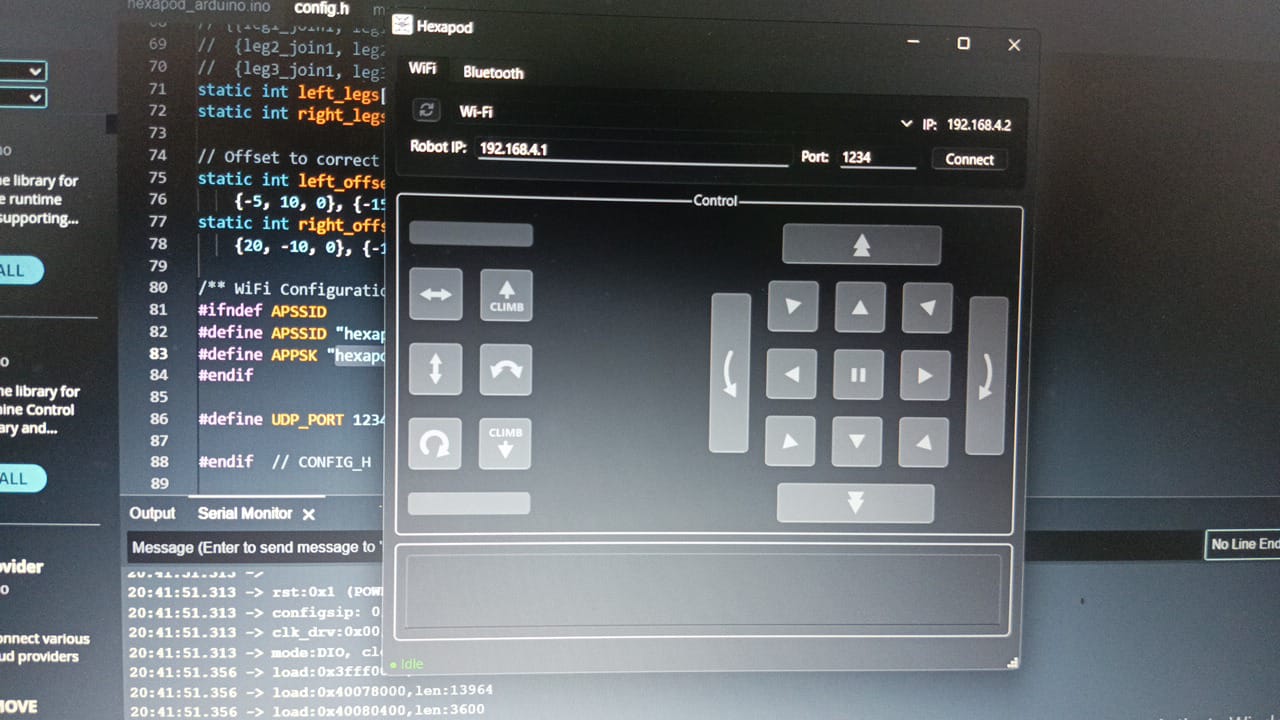 hexapod_arduino.ino
config.h
Hexapod
WiFi
Bluetooth
Wi-Fi
IP: 192.168.4.2
Robot IP: 192.168.4.1
Port: 1234
Connect
Control
CLIMB
CLIMB
Idle
68 // {{leg1_join1,
69 // {leg2_join1,
70 // {leg3_join1,
71 static int left_legs[
72 static int right_legs
73
74 // Offset to correct
75 static int left_offse
76 {-5, 10, 0}, {-15
77 static int right_offs
78 {20, -10, 0}, {-1
79
80 /** WiFi Configuratio
81 #ifndef APSSID
82 #define APSSID "hexap
83 #define APPSK "hexapo
84 #endif
85
86 #define UDP_PORT 1234
87
88 #endif // CONFIG_H
89
Output
Serial Monitor
Message (Enter to send message to '
No Line End
20:41:51.313 ->
20:41:51.313 -> rst:0x1 (POW
20:41:51.313 -> configsip: 0
20:41:51.313 -> clk_drv:0x00
20:41:51.313 -> mode:DIO, cl
20:41:51.356 -> load:0x3fff00
20:41:51.356 -> load:0x40078000,len:13964
20:41:51.356 -> load:0x40080400,len:3600
no
e library for
e runtime
supporting...
ALL
o
he library for
ine Control
ary and...
ALL
ovider
o
onnect various
ud providers
MOVE